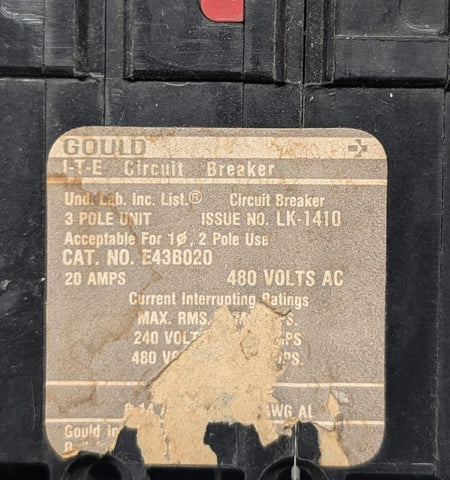 GOULD
I-T-E Circuit Breaker
Und. Lab. Inc. List.® Circuit Breaker
3 POLE UNIT ISSUE NO. LK-1410
Acceptable For 1ø, 2 Pole Use
CAT. NO. E43B020
20 AMPS 480 VOLTS AC
Current Interrupting Ratings
MAX. RMS.
240
480
AWG AL
Gould